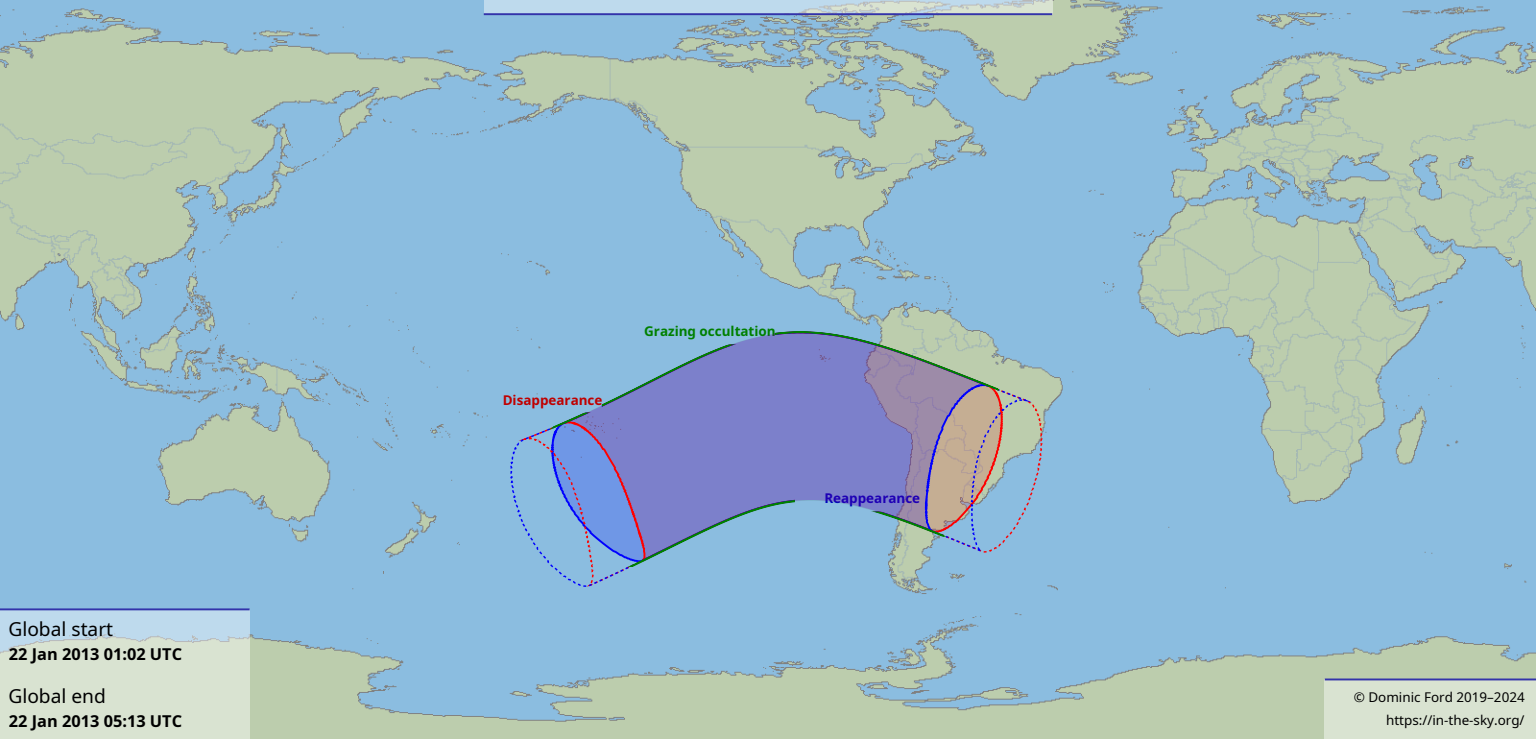 Grazing occultation
Disappearance
Reappearance
Global start
22 Jan 2013 01:02 UTC
Global end
22 Jan 2013 05:13 UTC
© Dominic Ford 2019–2024
https://in-the-sky.org/